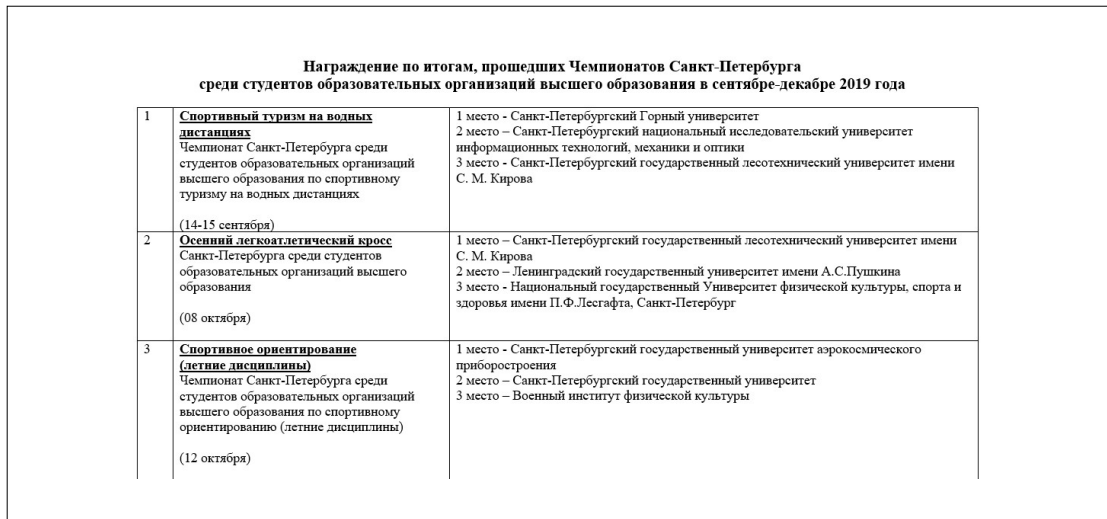 Награждение по итогам, прошедших Чемпионатов Санкт-Петербурга
среди студентов образовательных организаций высшего образования в сентябре-декабре 2019 года
1
Спортивный туризм на водных
дистанциях
Чемпионат Санкт-Петербурга среди
студентов образовательных организаций
высшего образования по спортивному
туризму на водных дистанциях
(14-15 сентября)
1 место - Санкт-Петербургский Горный университет
2 место – Санкт-Петербургский национальный исследовательский университет
информационных технологий, механики и оптики
3 место - Санкт-Петербургский государственный лесотехнический университет имени
С. М. Кирова
2
Осенний легкоатлетический кросс
Санкт-Петербурга среди студентов
образовательных организаций высшего
образования
(08 октября)
1 место – Санкт-Петербургский государственный лесотехнический университет имени
С. М. Кирова
2 место – Ленинградский государственный университет имени А.С.Пушкина
3 место - Национальный государственный Университет физической культуры, спорта и
здоровья имени П.Ф.Лесгафта, Санкт-Петербург
3
Спортивное ориентирование
(летние дисциплины)
Чемпионат Санкт-Петербурга среди
студентов образовательных организаций
высшего образования по спортивному
ориентированию (летние дисциплины)
(12 октября)
1 место - Санкт-Петербургский государственный университет аэрокосмического
приборостроения
2 место – Санкт-Петербургский государственный университет
3 место – Военный институт физической культуры